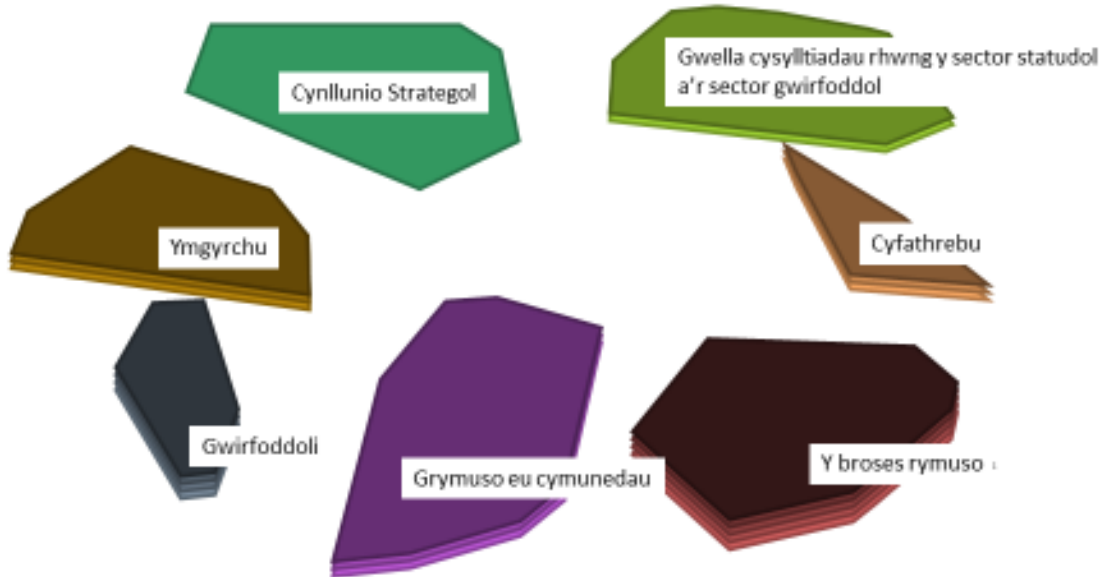 Cynllunio Strategol
Gwella cysylltiadau rhwng y sector statudol
a'r sector gwirfoddol
Ymgyrchu
Cyfathrebu
Gwirfoddoli
Grymuso eu cymunedau
Y broses rymuso